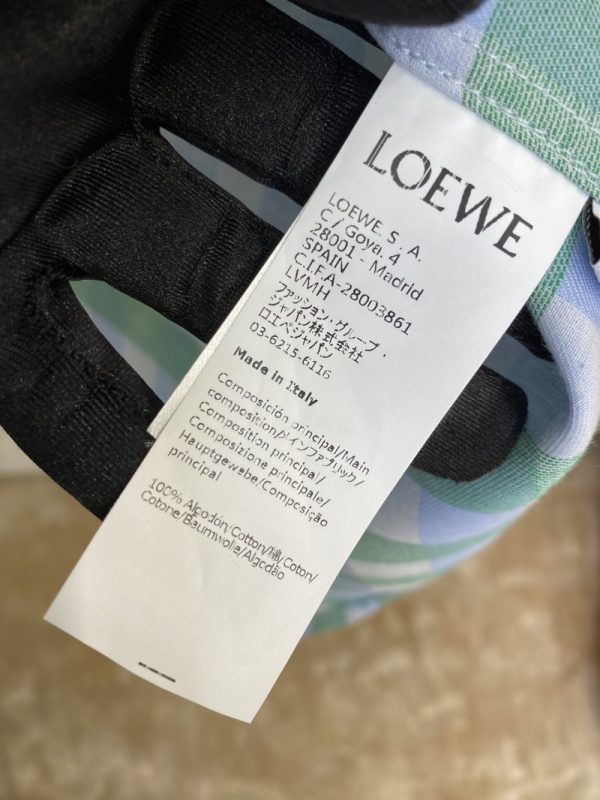 LOEWE
LOEWE. S. A.
C / Goya, 4
28001 - Madrid
SPAIN
C.I.F.A-28003861
LVMH
ファッション・グループ・
ジャパン株式会社
ロエベジャパン
03-6215-6116
Made in Italy
Composición principal/Main
composition/メインファブリック/
Composition principal/
Composizione principale/
Hauptgewebe/Composição
principal
100% Algodón/Cotton/綿/Coton/
Cotone/Baumwolle/Algodão